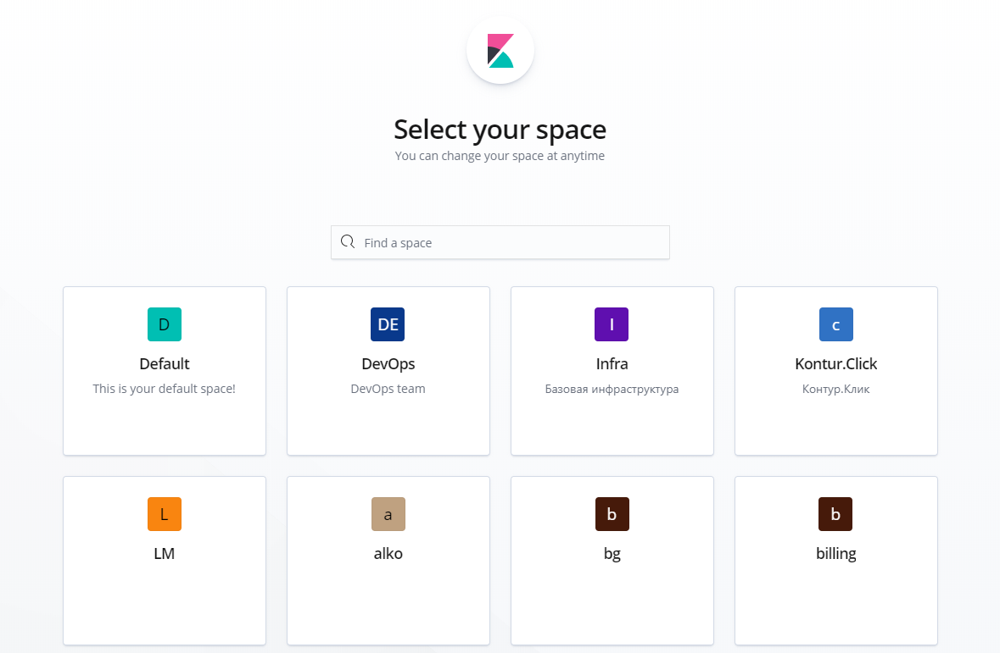 Select your space
You can change your space at anytime
Find a space
D
Default
This is your default space!
DE
DevOps
DevOps team
I
Infra
Базовая инфраструктура
c
Kontur.Click
Контур.Клик
L
LM
a
alko
b
bg
b
billing